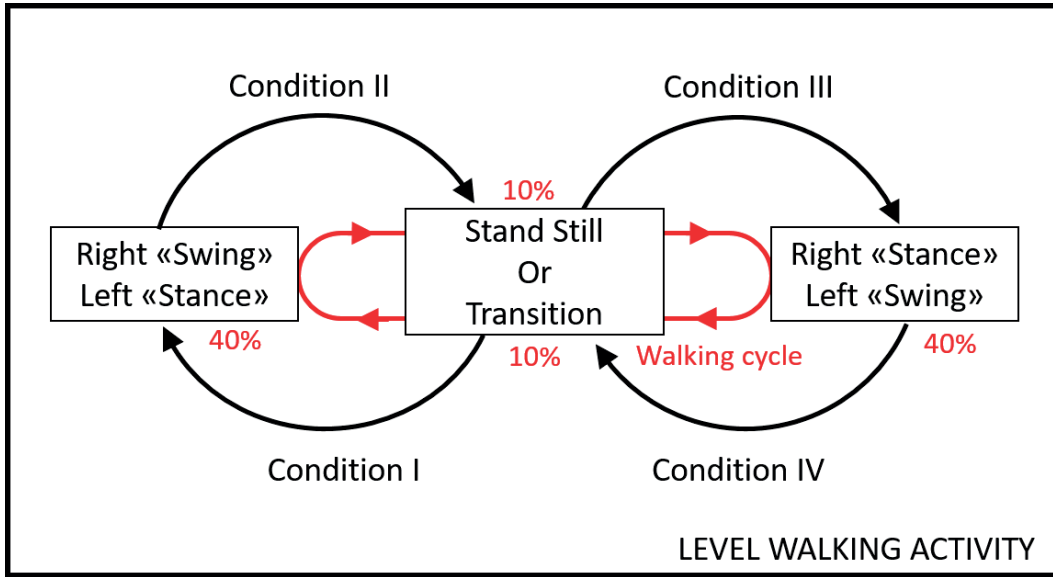 Condition II
Condition III
10%
Right «Swing»
Left «Stance»
Stand Still
Or
Transition
Right «Stance»
Left «Swing»
40%
10%
Walking cycle
40%
Condition I
Condition IV
LEVEL WALKING ACTIVITY